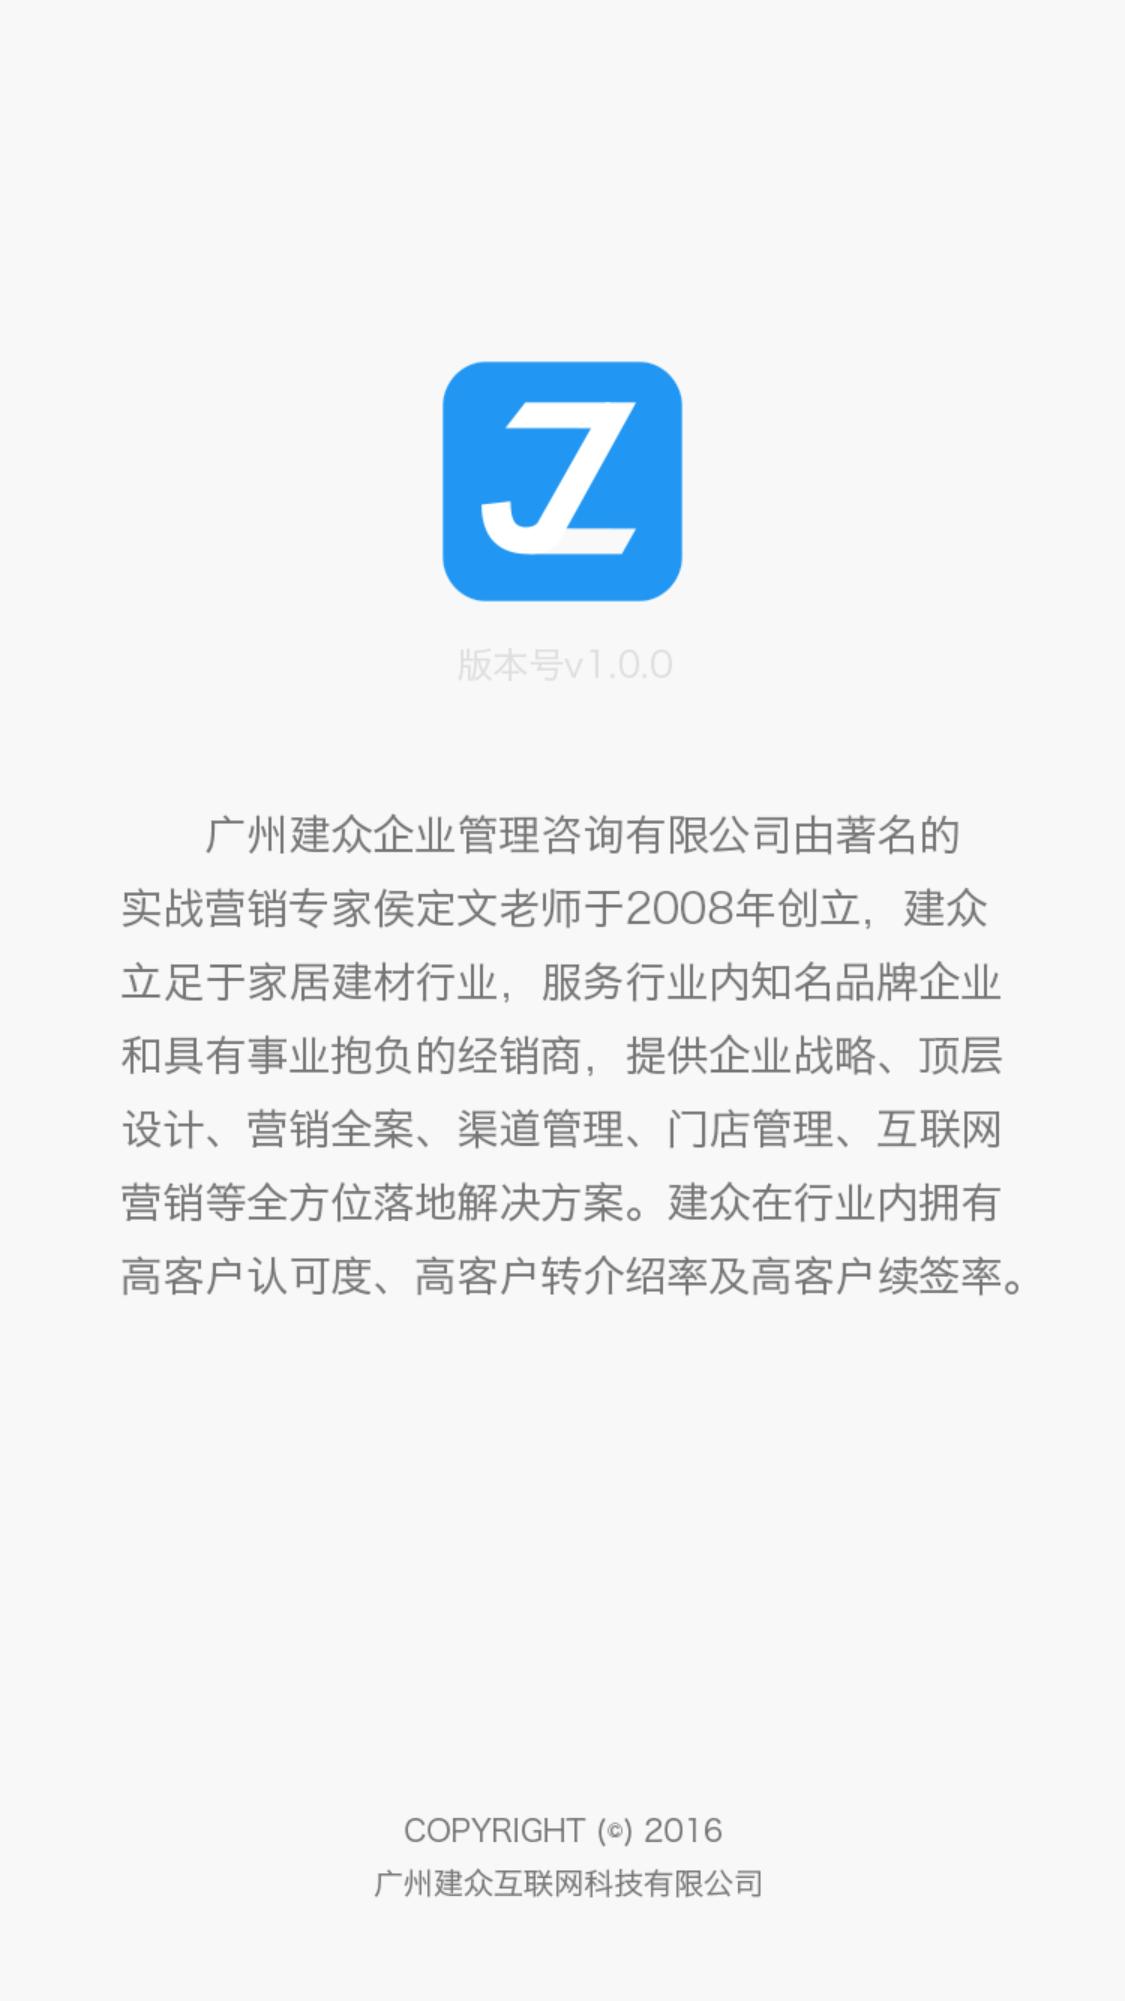 JZ
版本号v1.0.0
广州建众企业管理咨询有限公司由著名的
实战营销专家侯定文老师于2008年创立，建众
立足于家居建材行业，服务行业内知名品牌企业
和具有事业抱负的经销商，提供企业战略、顶层
设计、营销全案、渠道管理、门店管理、互联网
营销等全方位落地解决方案。建众在行业内拥有
高客户认可度、高客户转介绍率及高客户续签率。
COPYRIGHT (©) 2016
广州建众互联网科技有限公司